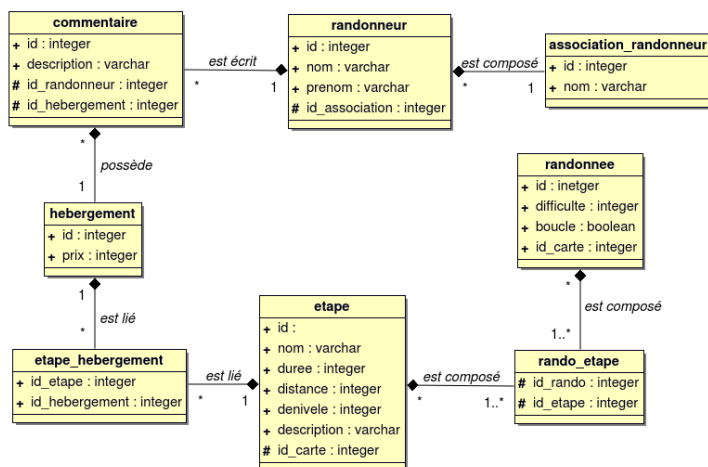 commentaire
+ id : integer
+ description : varchar
# id_randonneur : integer
# id_hebergement : integer
est écrit
*
1
randonneur
+ id : integer
+ nom : varchar
+ prenom : varchar
# id_association : integer
est composé
*
1
association_randonneur
+ id : integer
+ nom : varchar
*
possède
1
hebergement
+ id : integer
+ prix : integer
1
est lié
*
etape_hebergement
+ id_etape : integer
+ id_hebergement : integer
est lié
*
1
etape
+ id :
+ nom : varchar
+ duree : integer
+ distance : integer
+ denivele : integer
+ description : varchar
# id_carte : integer
est composé
*
1..*
randonnee
+ id : inetger
+ difficulte : integer
+ boucle : boolean
+ id_carte : integer
*
est composé
1..*
rando_etape
# id_rando : integer
# id_etape : integer